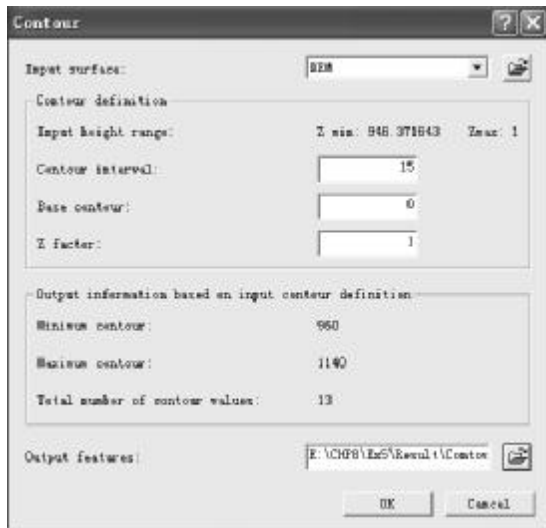 Contour
Input surface: DEM
Contour definition
Input height range: Z min: 948.371643 Zmax: 1
Contour interval: 15
Base contour: 0
Z factor: 1
Output information based on input contour definition
Minimum contour: 960
Maximum contour: 1140
Total number of contour values: 13
Output features: E:\CHP8\Ex5\Result\Contou
OK Cancel